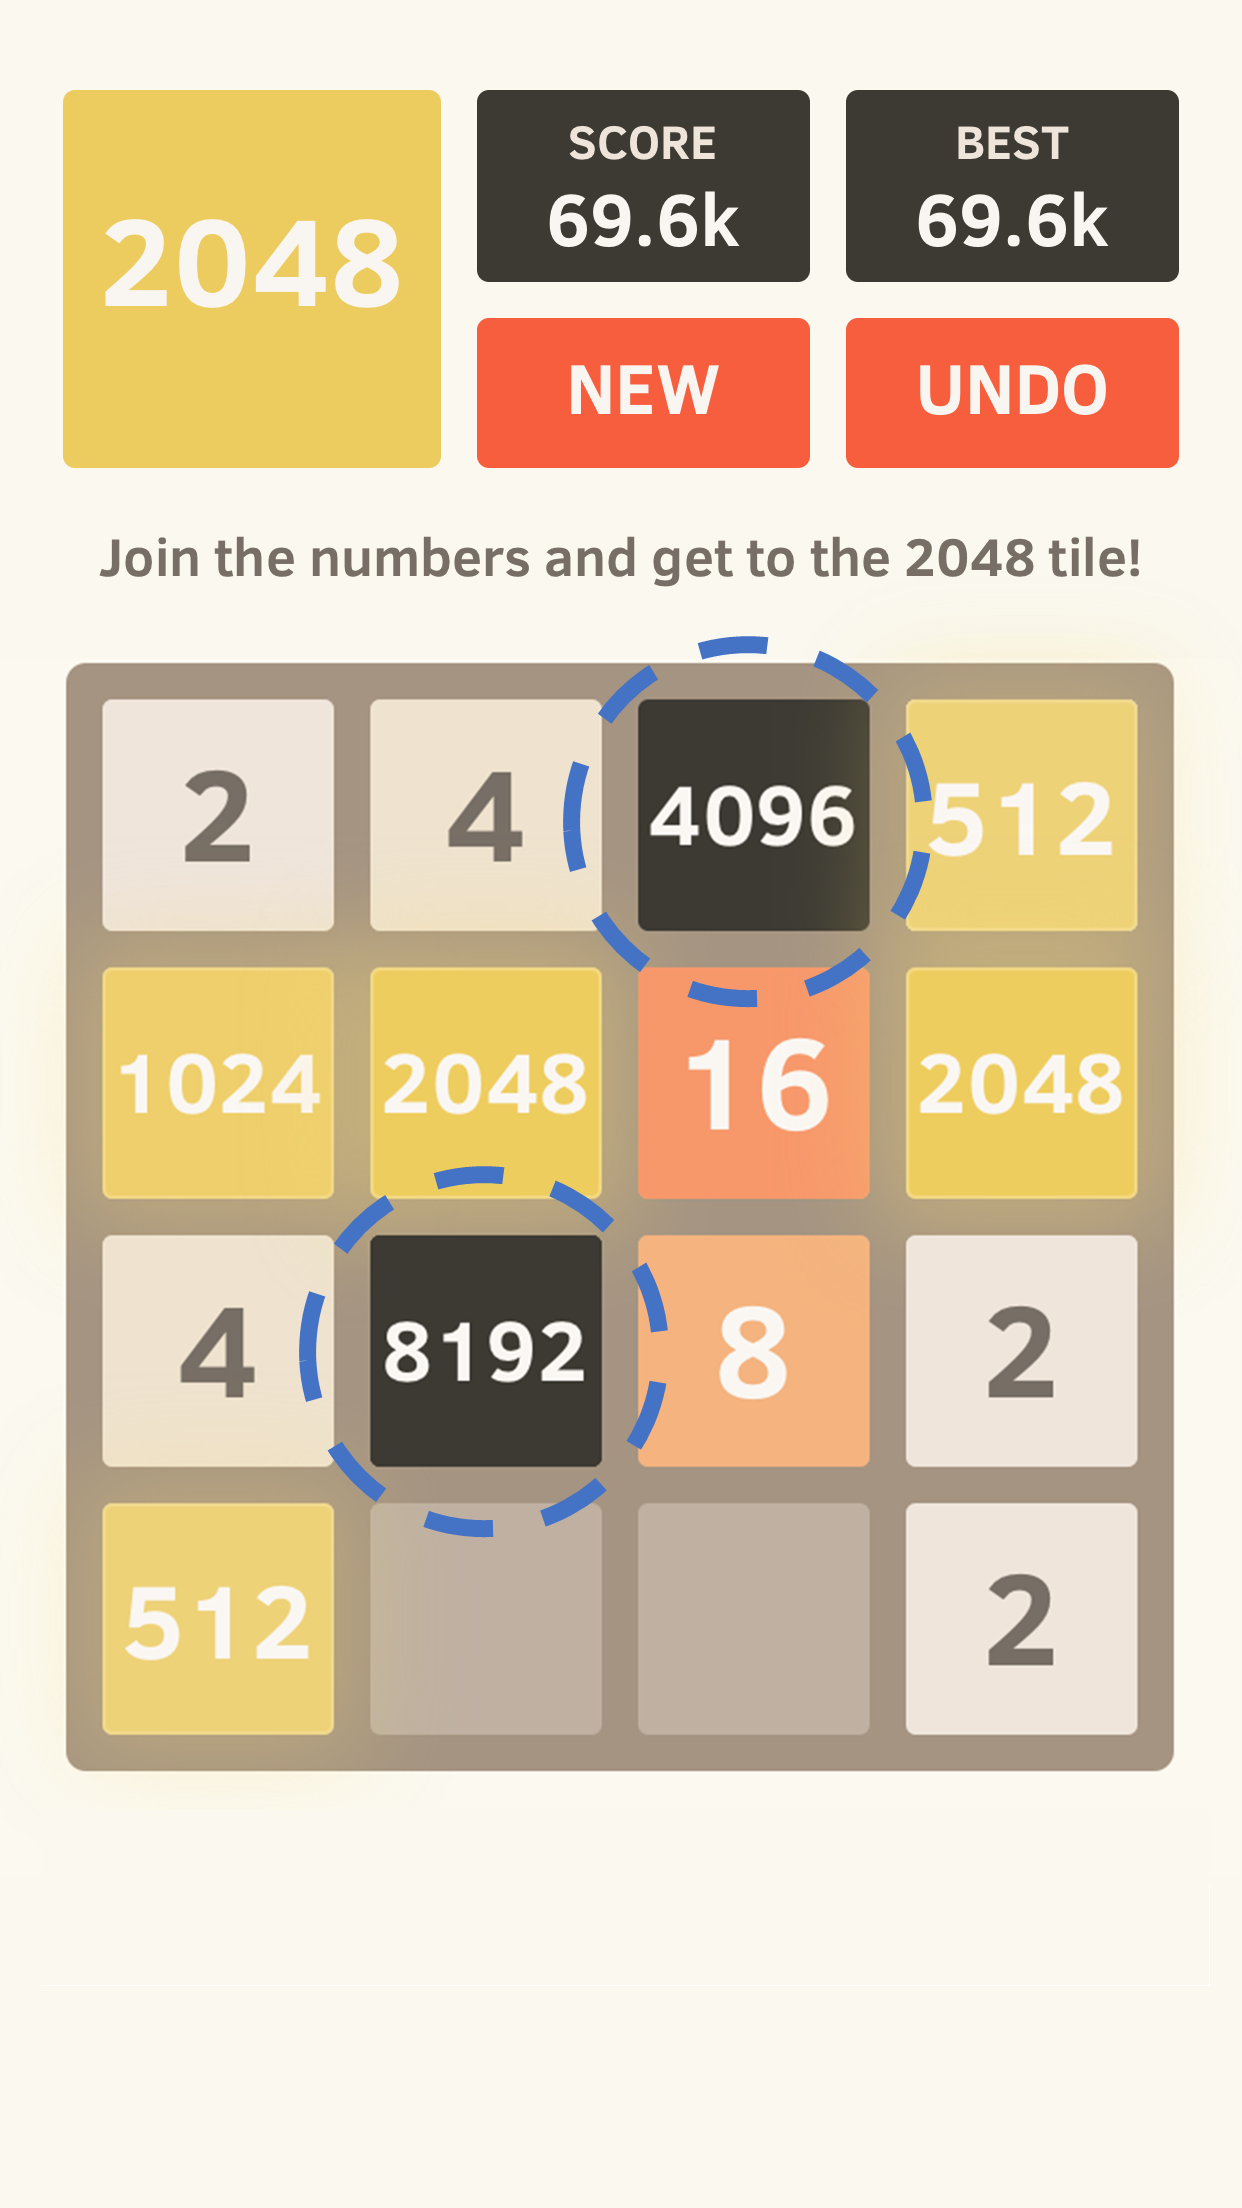 2048
SCORE
69.6k
BEST
69.6k
NEW
UNDO
Join the numbers and get to the 2048 tile!
2 4 4096 512
1024 2048 16 2048
4 8192 8 2
512 2